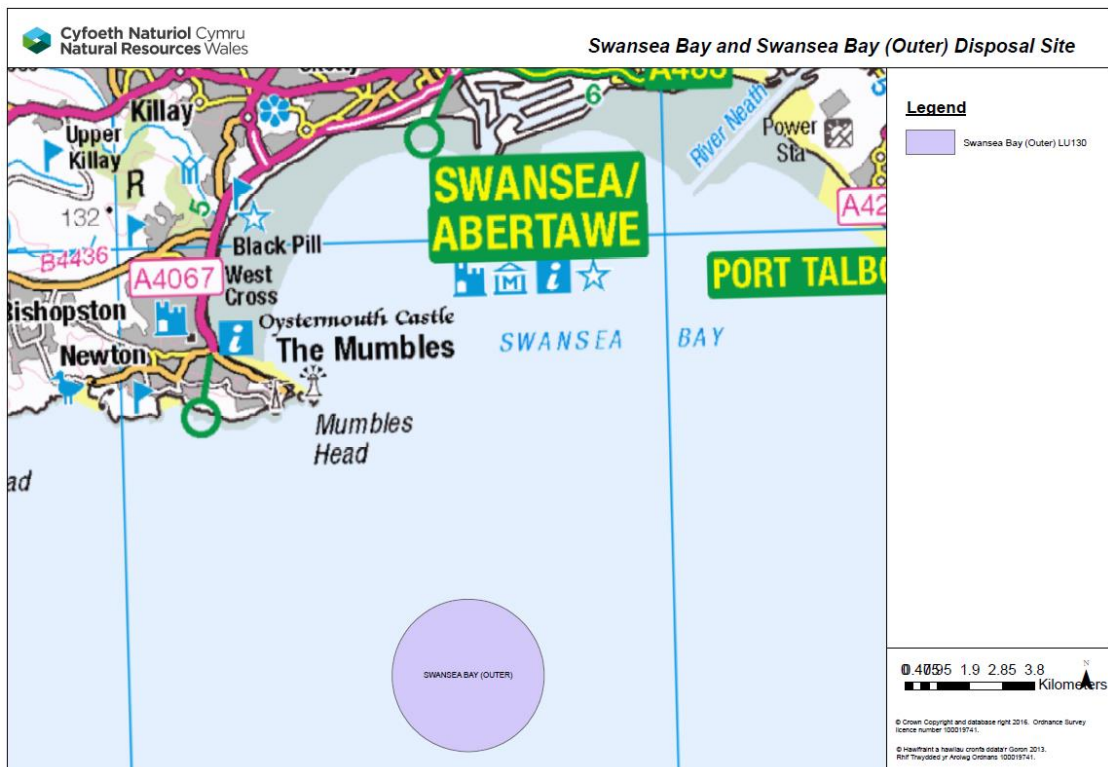 Cyfoeth Naturiol Cymru
Natural Resources Wales
Swansea Bay and Swansea Bay (Outer) Disposal Site
A483
Killay
6
River Neath
Upper
Killay
Power
Sta
R
SWANSEA/
ABERTAWE
132
5
A42
Black Pill
B4436
A4067
West
Cross
PORT TALBO
Bishopston
i
M
Oystermouth Castle
i
SWANSEA BAY
Newton
The Mumbles
Mumbles
Head
ad
SWANSEA BAY (OUTER)
Legend
Swansea Bay (Outer) LU130
1.9 2.85 3.8
Kilometers
N
© Crown Copyright and database right 2016. Ordnance Survey
licence number 100019741.
© Hawlfraint a hawliau cronfa ddata'r Goron 2013.
Rhif Trwydded yr Arolwg Ordnans 100019741.